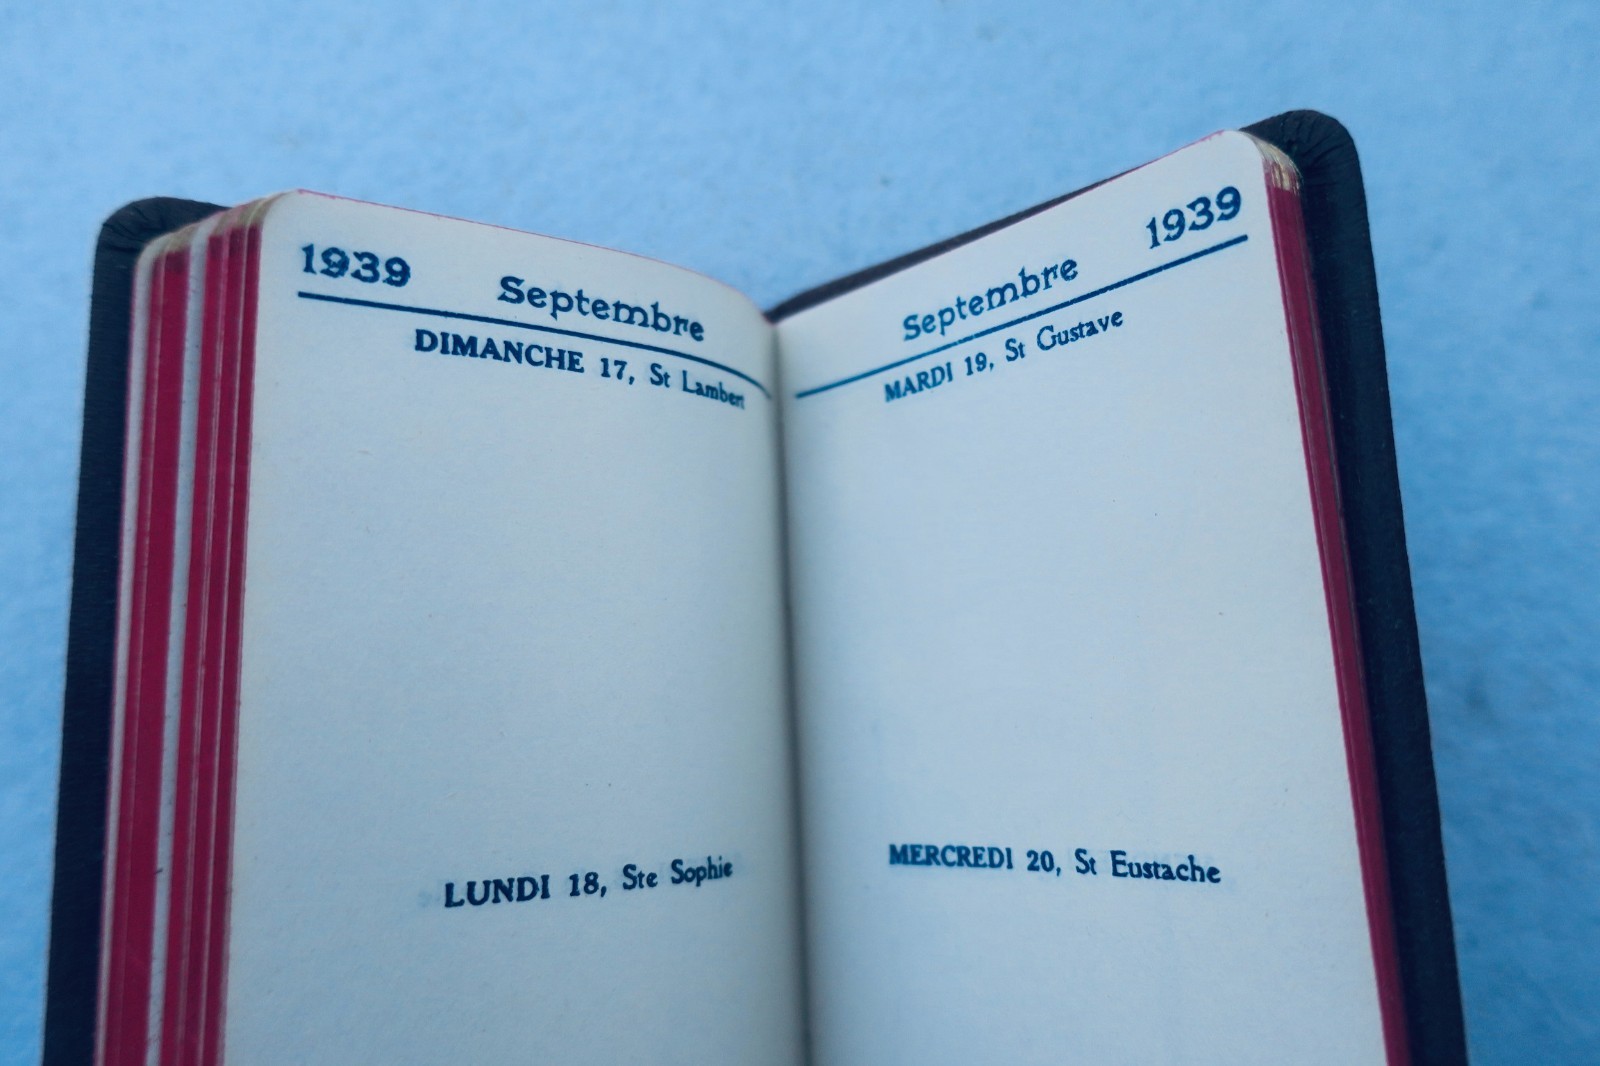 1939 Septembre
DIMANCHE 17, St Lambert
LUNDI 18, Ste Sophie
Septembre 1939
MARDI 19, St Gustave
MERCREDI 20, St Eustache